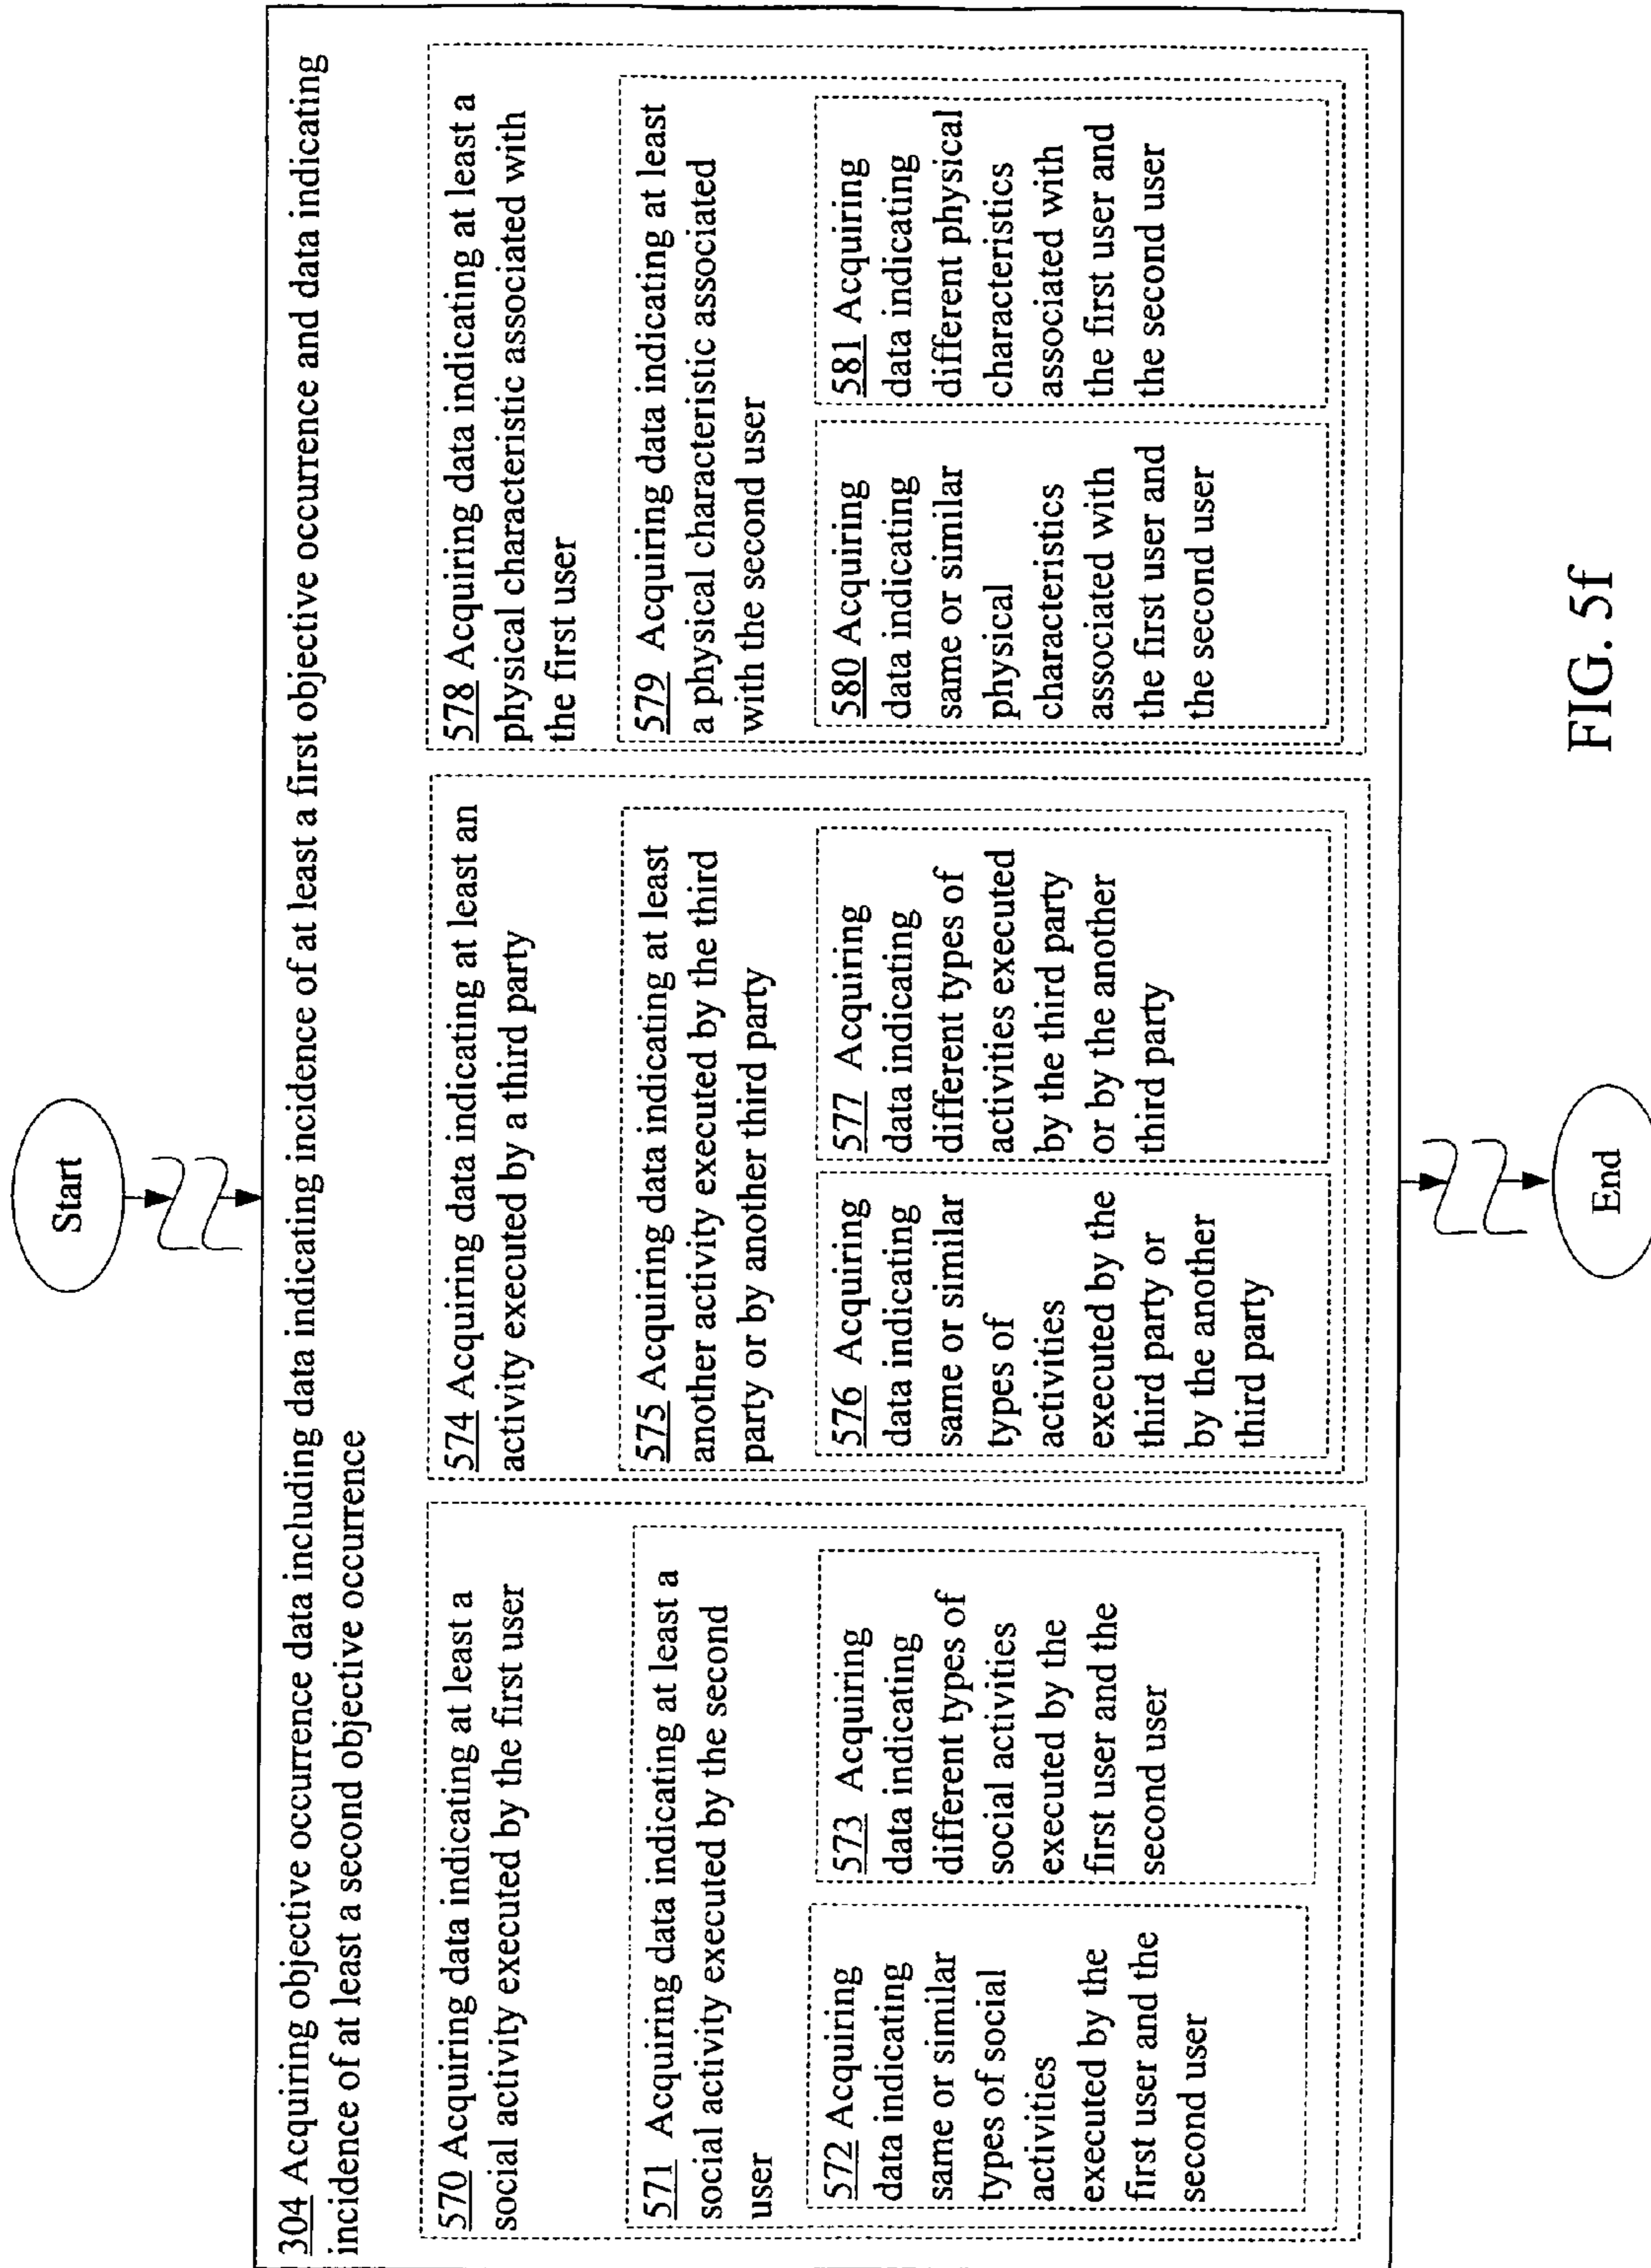 Start
304 Acquiring objective occurrence data including data indicating incidence of at least a first objective occurrence and data indicating
incidence of at least a second objective occurrence
570 Acquiring data indicating at least a
social activity executed by the first user
571 Acquiring data indicating at least a
social activity executed by the second
user
572 Acquiring
data indicating
same or similar
types of social
activities
executed by the
first user and the
second user
573 Acquiring
data indicating
different types of
social activities
executed by the
first user and the
second user
574 Acquiring data indicating at least an
activity executed by a third party
575 Acquiring data indicating at least
another activity executed by the third
party or by another third party
576 Acquiring
data indicating
same or similar
types of
activities
executed by the
third party or
by the another
third party
577 Acquiring
data indicating
different types of
activities executed
by the third party
or by the another
third party
578 Acquiring data indicating at least a
physical characteristic associated with
the first user
579 Acquiring data indicating at least
a physical characteristic associated
with the second user
580 Acquiring
data indicating
same or similar
physical
characteristics
associated with
the first user and
the second user
581 Acquiring
data indicating
different physical
characteristics
associated with
the first user and
the second user
End
FIG. 5f